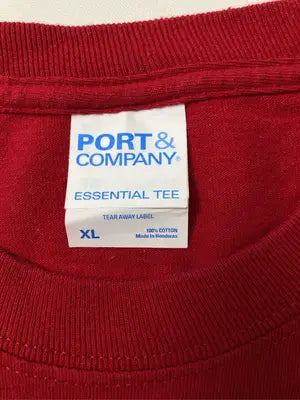 PORT&
COMPANY®
ESSENTIAL TEE
TEAR AWAY LABEL
XL
100% COTTON
Made in Honduras